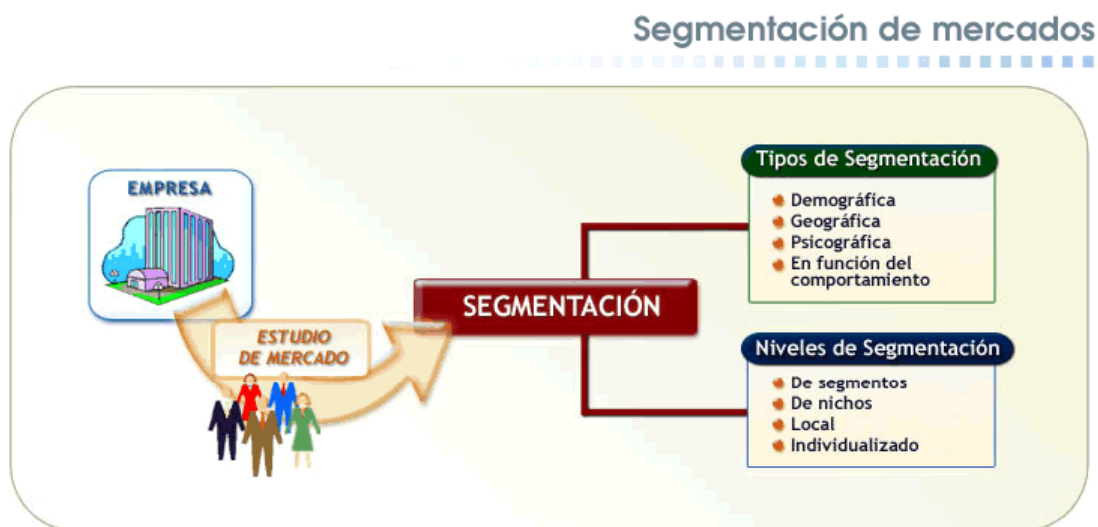 Segmentación de mercados
EMPRESA
ESTUDIO
DE MERCADO
SEGMENTACIÓN
Tipos de Segmentación
Demográfica
Geográfica
Psicográfica
En función del
comportamiento
Niveles de Segmentación
De segmentos
De nichos
Local
Individualizado